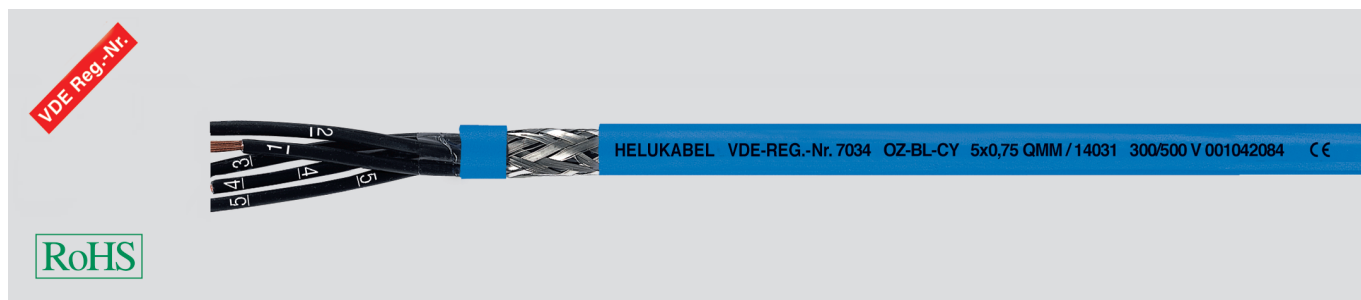 VDE Reg.-Nr.
2
1
3
4
4
5
5
HELUKABEL VDE-REG.-Nr. 7034 OZ-BL-CY 5x0,75 QMM / 14031 300/500 V 001042084 CE
RoHS